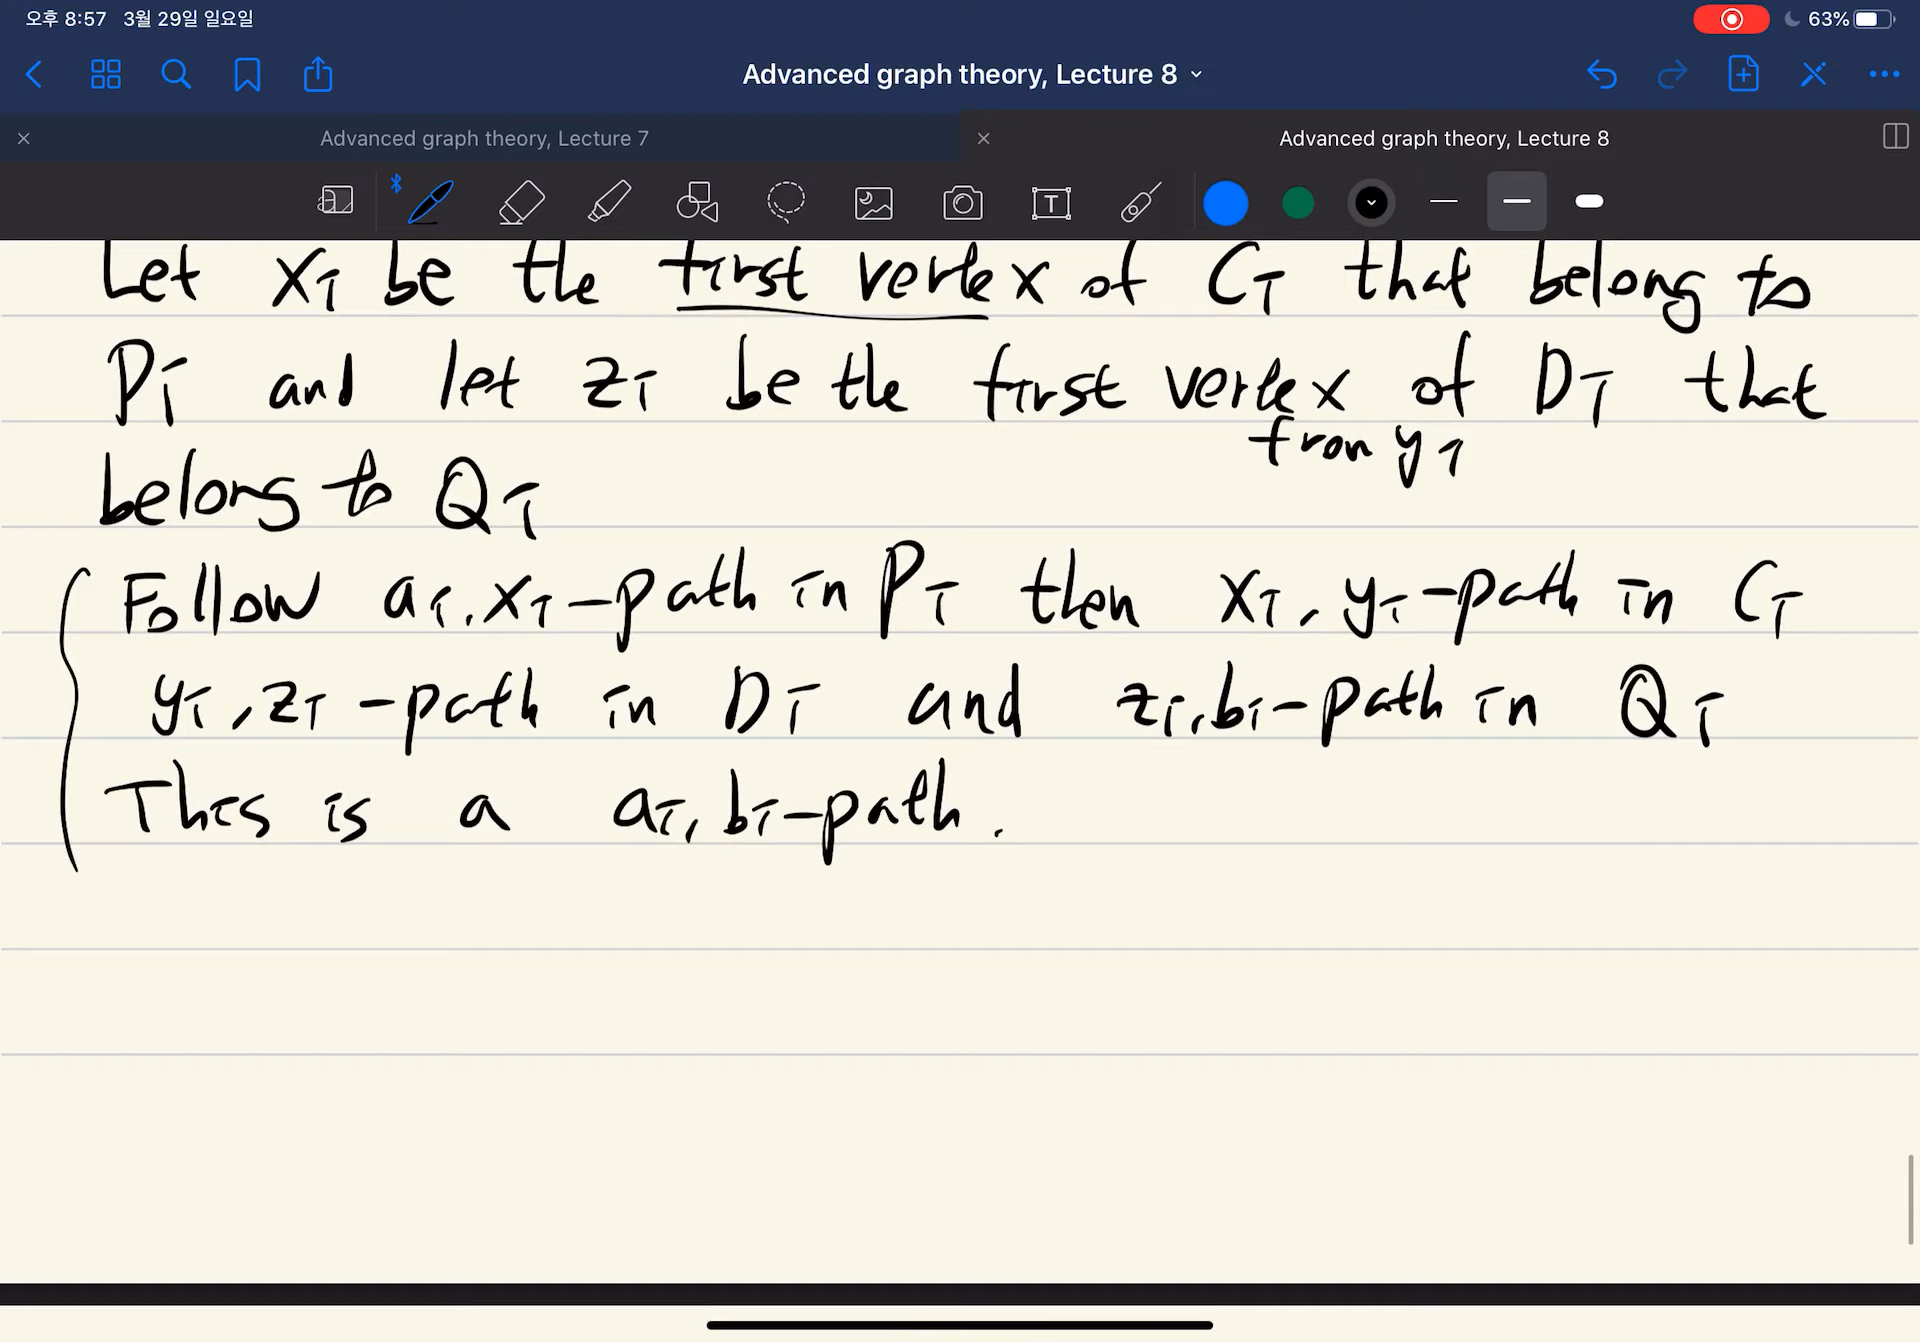 오후 8:57 3월 29일 일요일
63%
Advanced graph theory, Lecture 8
Advanced graph theory, Lecture 7
Advanced graph theory, Lecture 8
Let xᵢ be the first vertex of Cᵢ that belong to
Pᵢ and let zᵢ be the first vertex of Dᵢ that
from yᵢ
belong to Qᵢ
Follow aᵢ, xᵢ-path in Pᵢ then xᵢ, yᵢ-path in Cᵢ
yᵢ, zᵢ-path in Dᵢ and zᵢ, bᵢ-path in Qᵢ
This is a aᵢ, bᵢ-path.